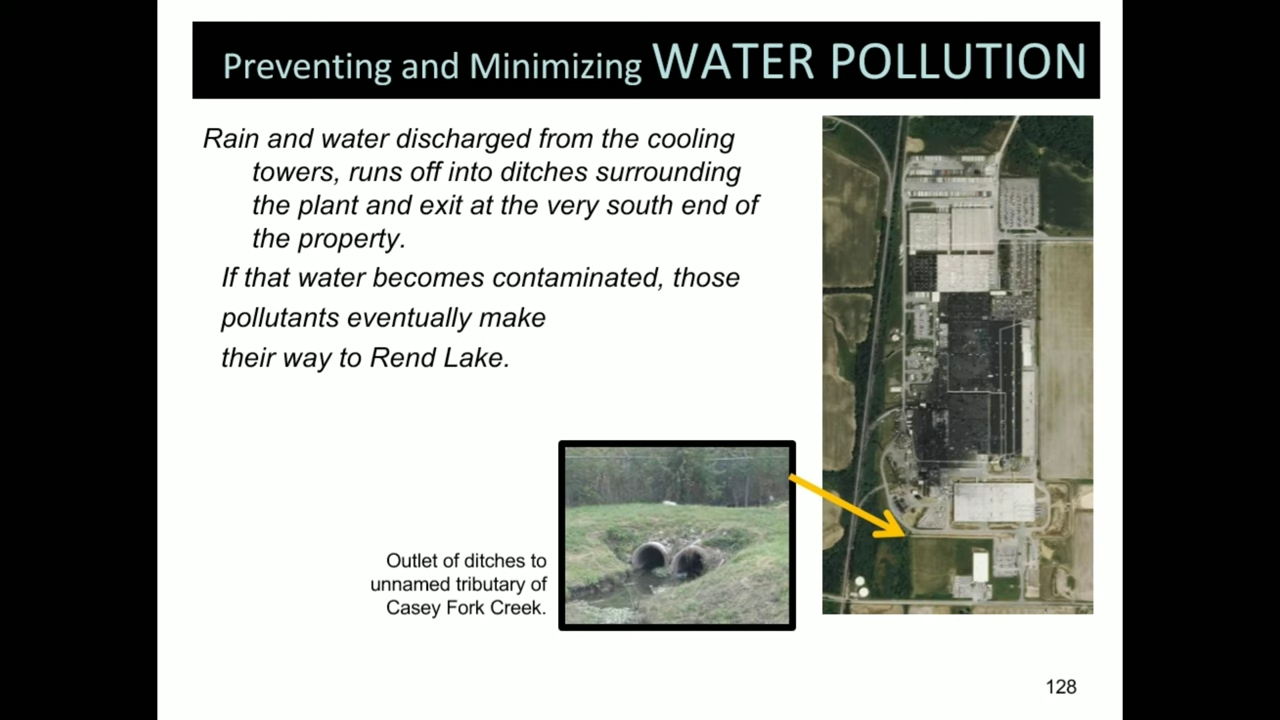 Preventing and Minimizing WATER POLLUTION
Rain and water discharged from the cooling
towers, runs off into ditches surrounding
the plant and exit at the very south end of
the property.
If that water becomes contaminated, those
pollutants eventually make
their way to Rend Lake.
Outlet of ditches to
unnamed tributary of
Casey Fork Creek.
128